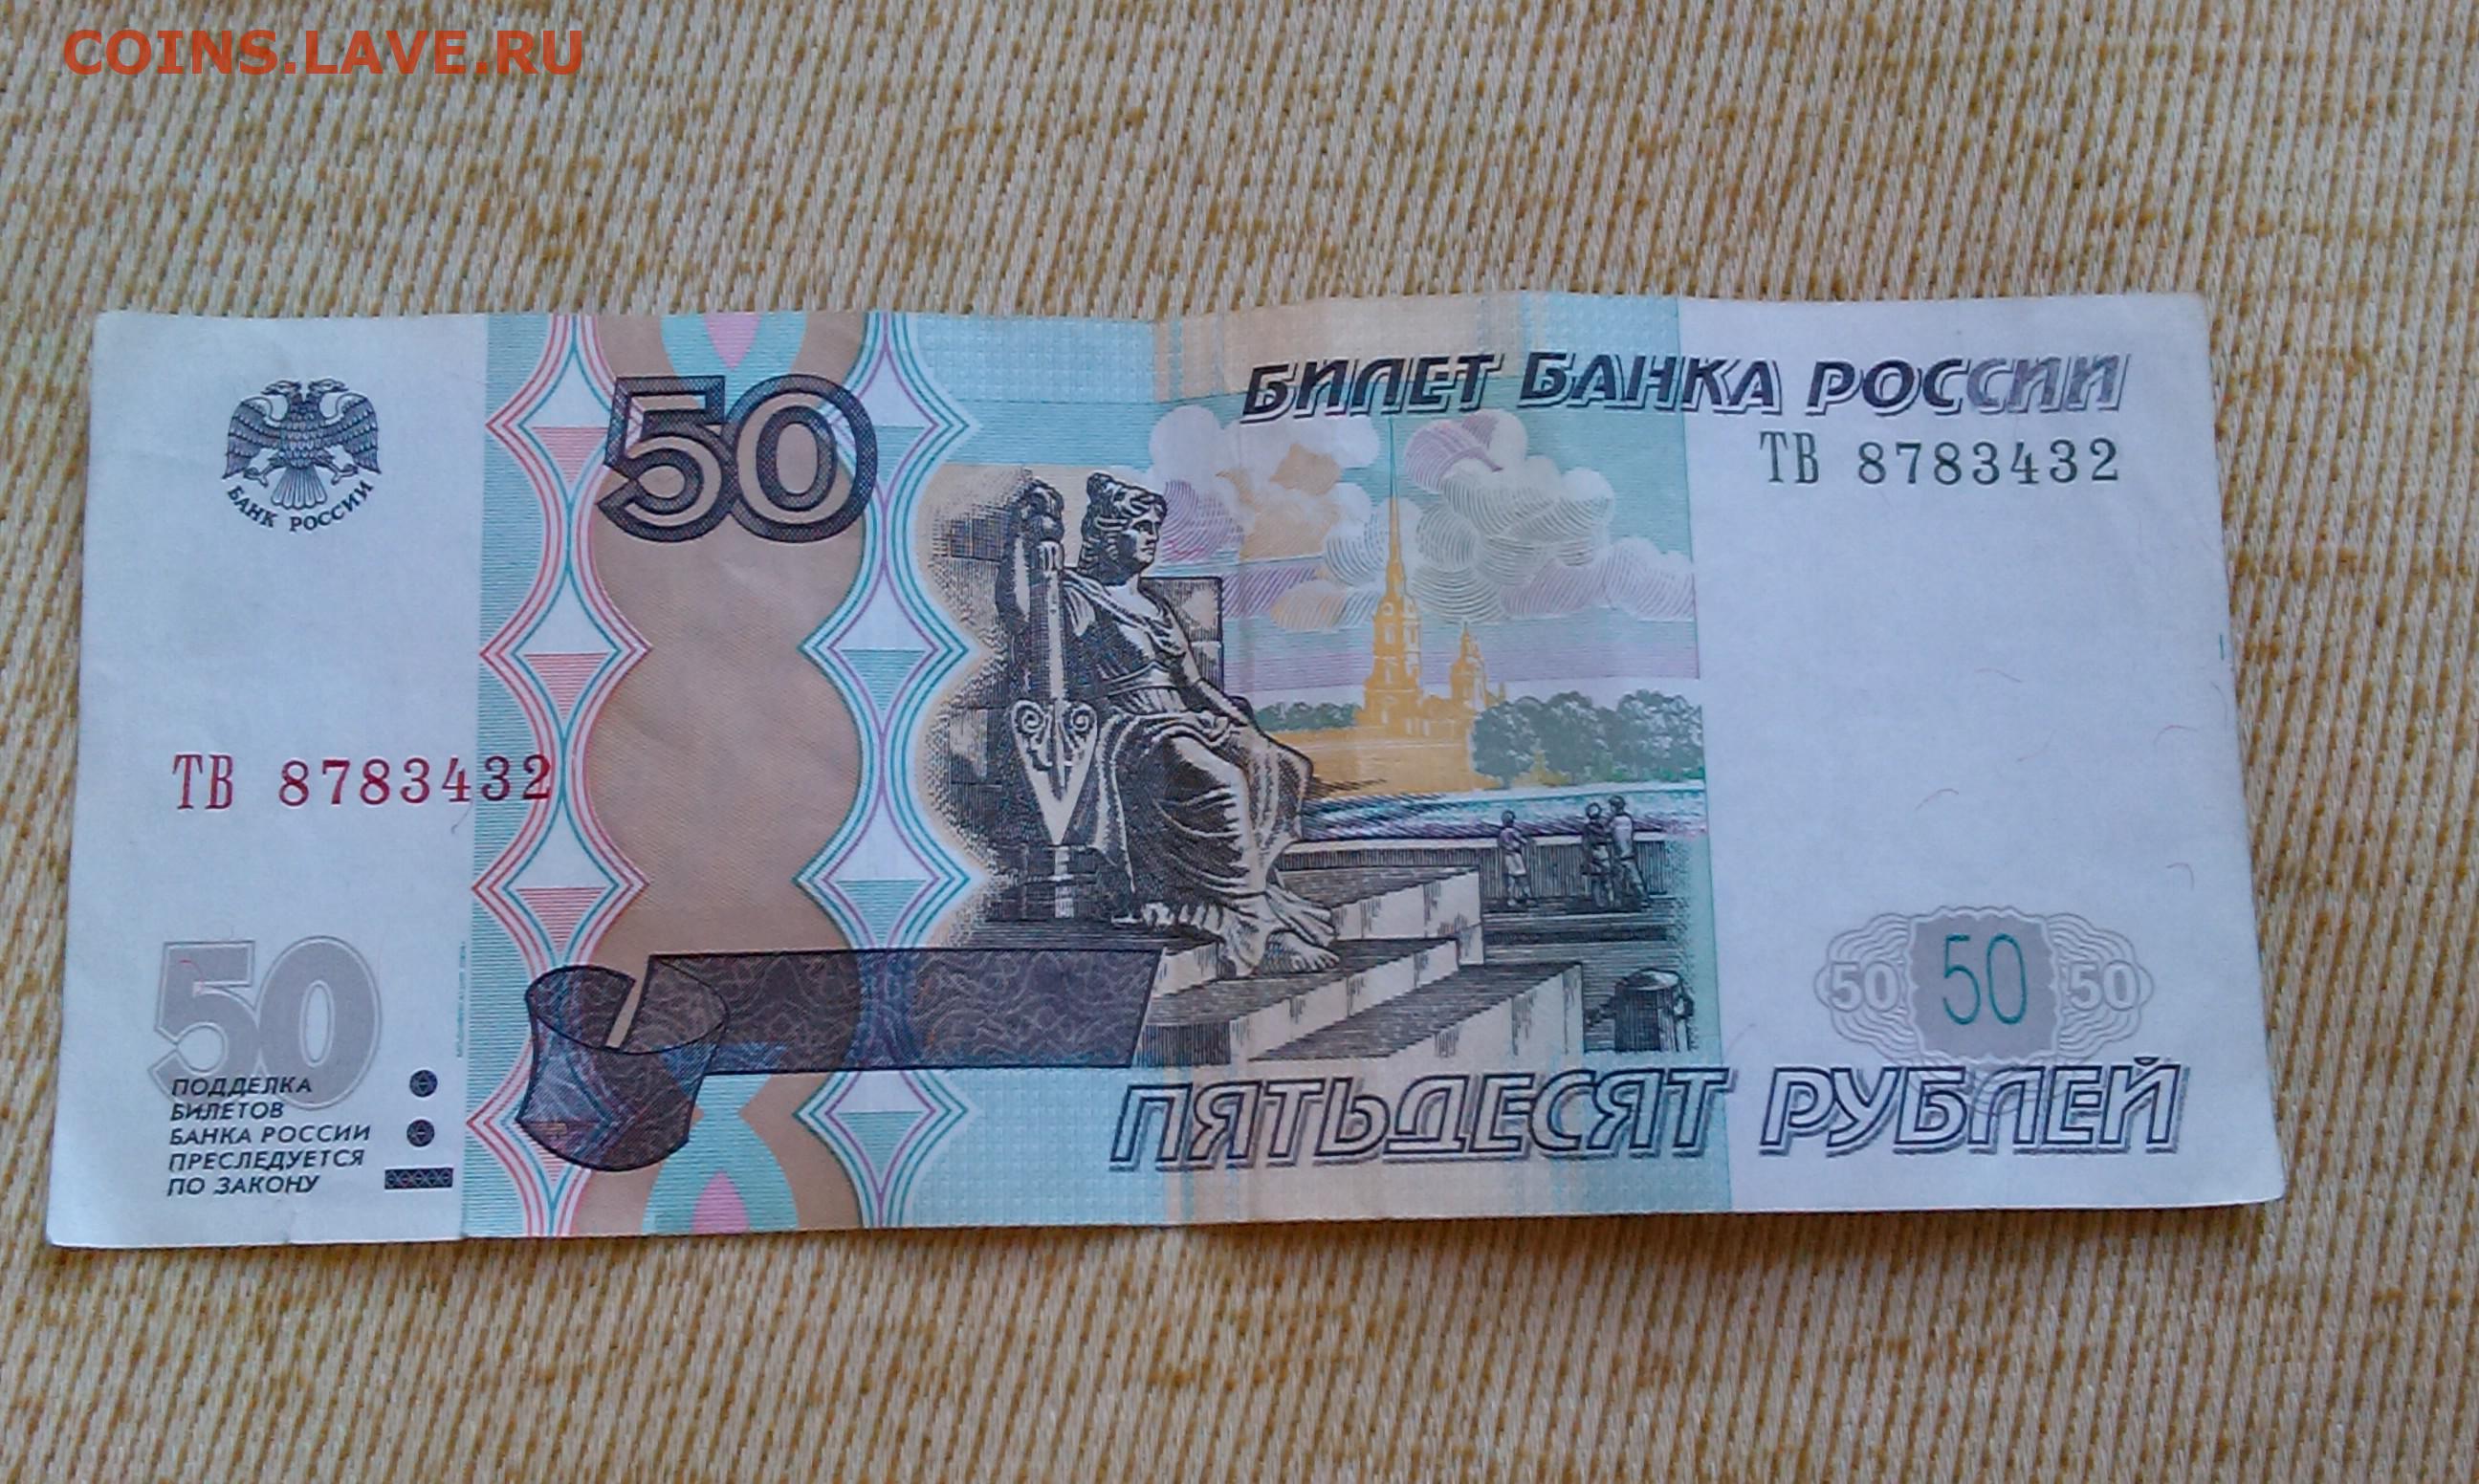 COINS.LAVE.RU
50
БИЛЕТ БАНКА РОССИИ
ТВ 8783432
БАНК РОССИИ
ТВ 8783432
50
50 50 50
ПОДДЕЛКА
БИЛЕТОВ
БАНКА РОССИИ
ПРЕСЛЕДУЕТСЯ
ПО ЗАКОНУ
ПЯТЬДЕСЯТ РУБЛЕЙ